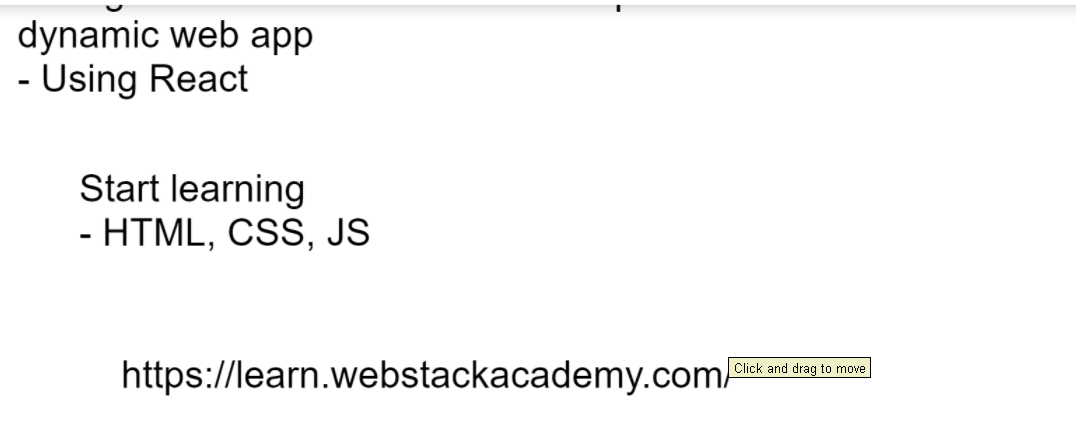 dynamic web app
- Using React
Start learning
- HTML, CSS, JS
https://learn.webstackacademy.com/
Click and drag to move